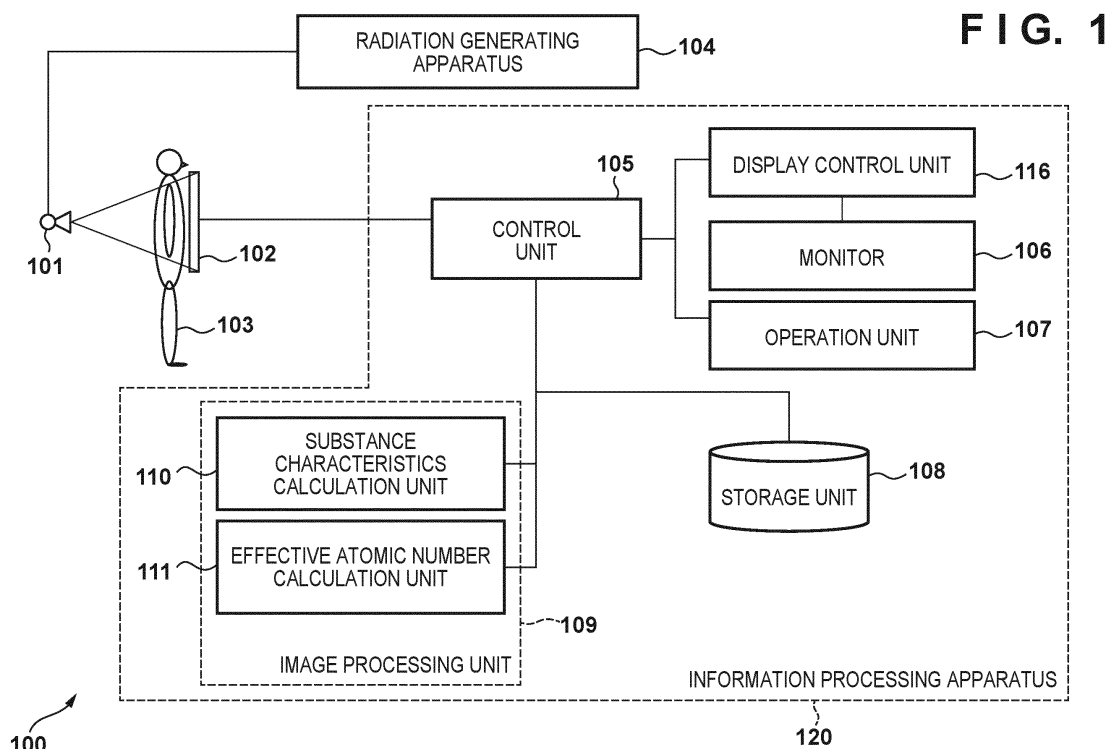 FIG. 1
RADIATION GENERATING
APPARATUS
104
105
DISPLAY CONTROL UNIT
116
CONTROL
UNIT
MONITOR
106
101
102
103
OPERATION UNIT
107
110
SUBSTANCE
CHARACTERISTICS
CALCULATION UNIT
STORAGE UNIT
108
111
EFFECTIVE ATOMIC NUMBER
CALCULATION UNIT
109
IMAGE PROCESSING UNIT
INFORMATION PROCESSING APPARATUS
100
120